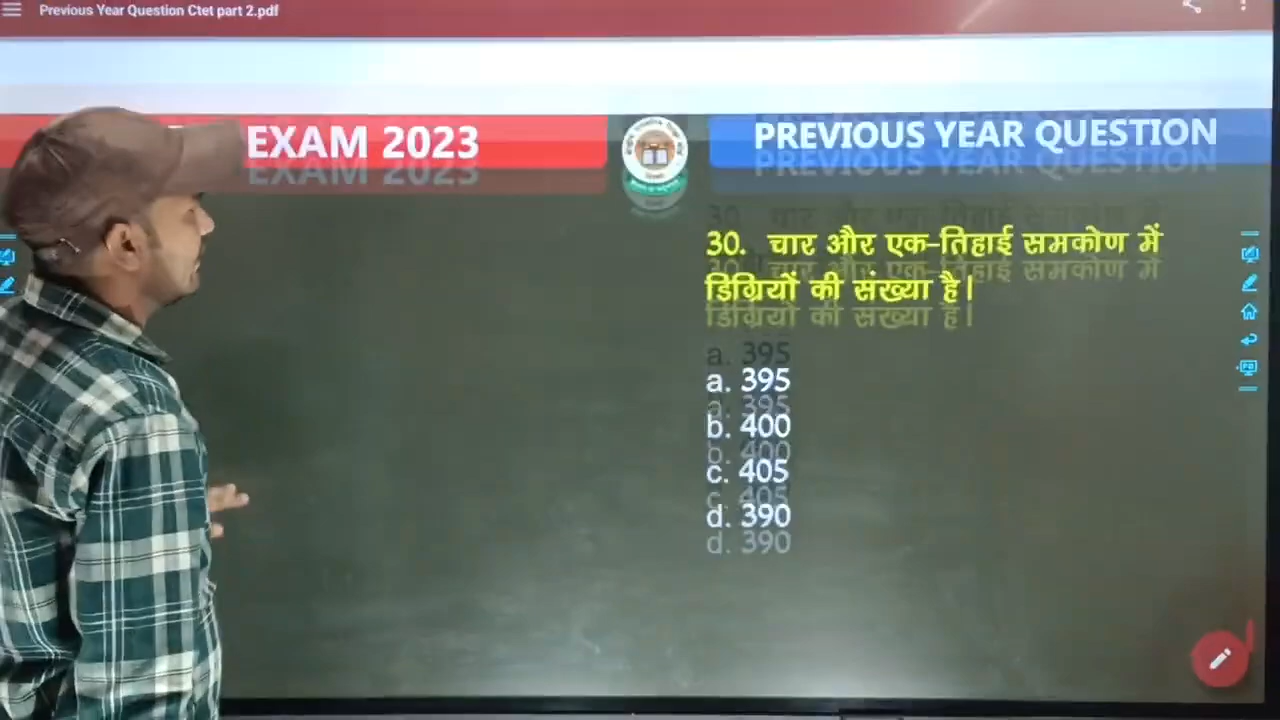 Previous Year Question Ctet part 2.pdf
EXAM 2023
PREVIOUS YEAR QUESTION
30. चार और एक-तिहाई समकोण में
डिग्रियों की संख्या है।
a. 395
b. 400
c. 405
d. 390